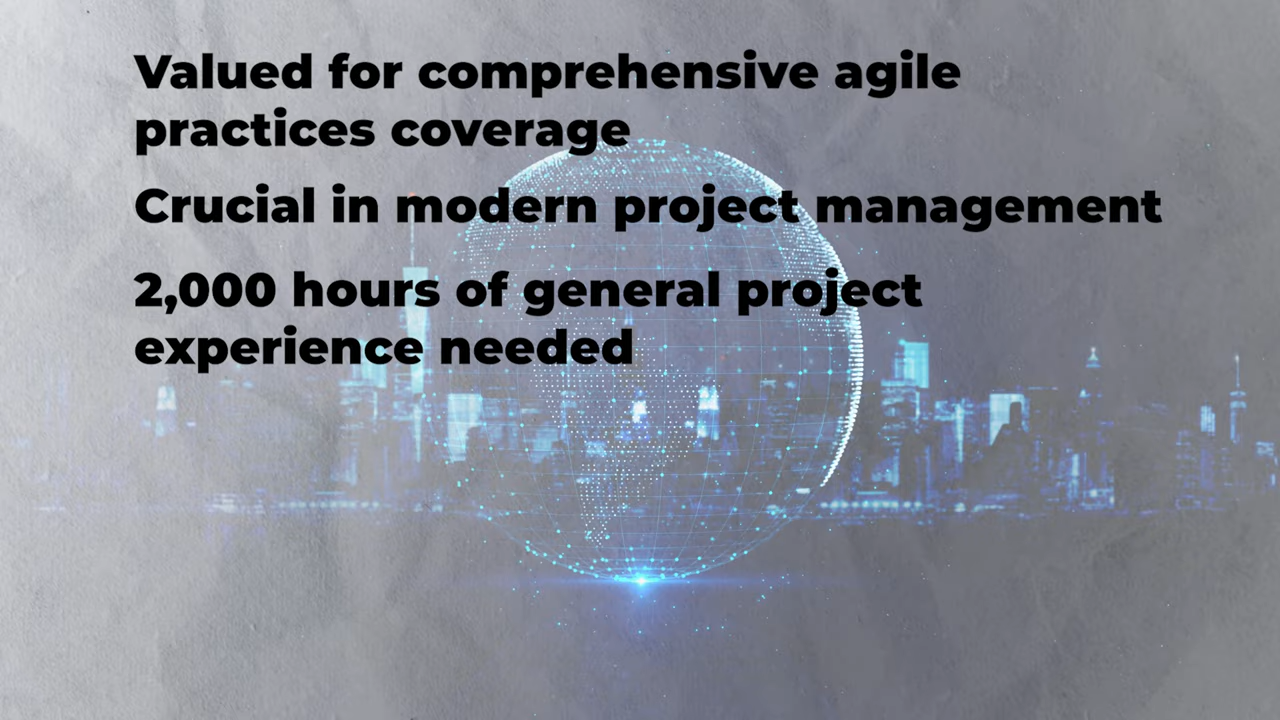 Valued for comprehensive agile
practices coverage
Crucial in modern project management
2,000 hours of general project
experience needed